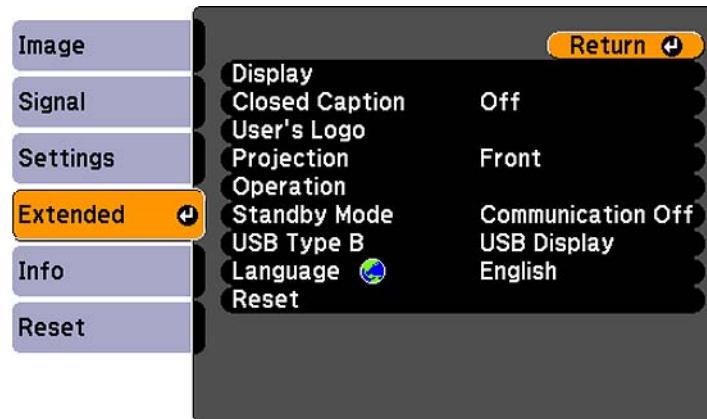 Image
Signal
Settings
Extended
Info
Reset
Return
Display
Closed Caption Off
User's Logo
Projection Front
Operation
Standby Mode Communication Off
USB Type B USB Display
Language English
Reset